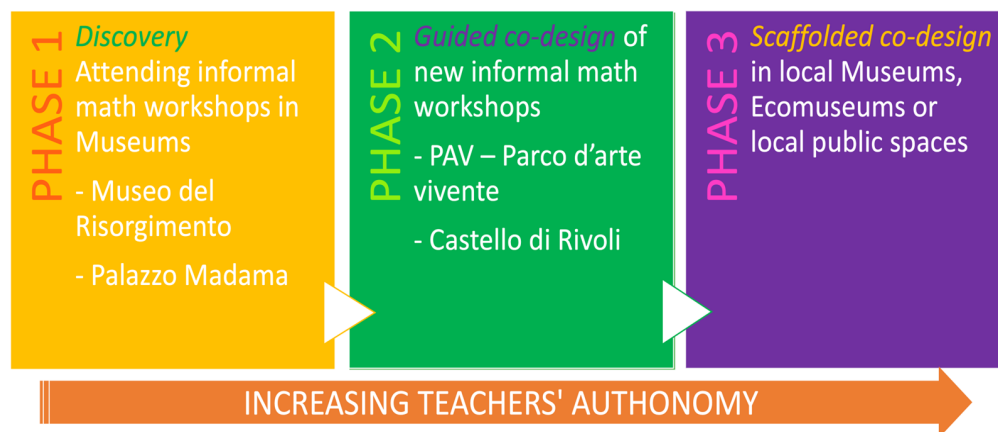 PHASE 1
Discovery
Attending informal
math workshops in
Museums
- Museo del
Risorgimento
- Palazzo Madama
PHASE 2
Guided co-design of
new informal math
workshops
- PAV – Parco d’arte
vivente
- Castello di Rivoli
PHASE 3
Scaffolded co-design
in local Museums,
Ecomuseums or
local public spaces
INCREASING TEACHERS' AUTHONOMY